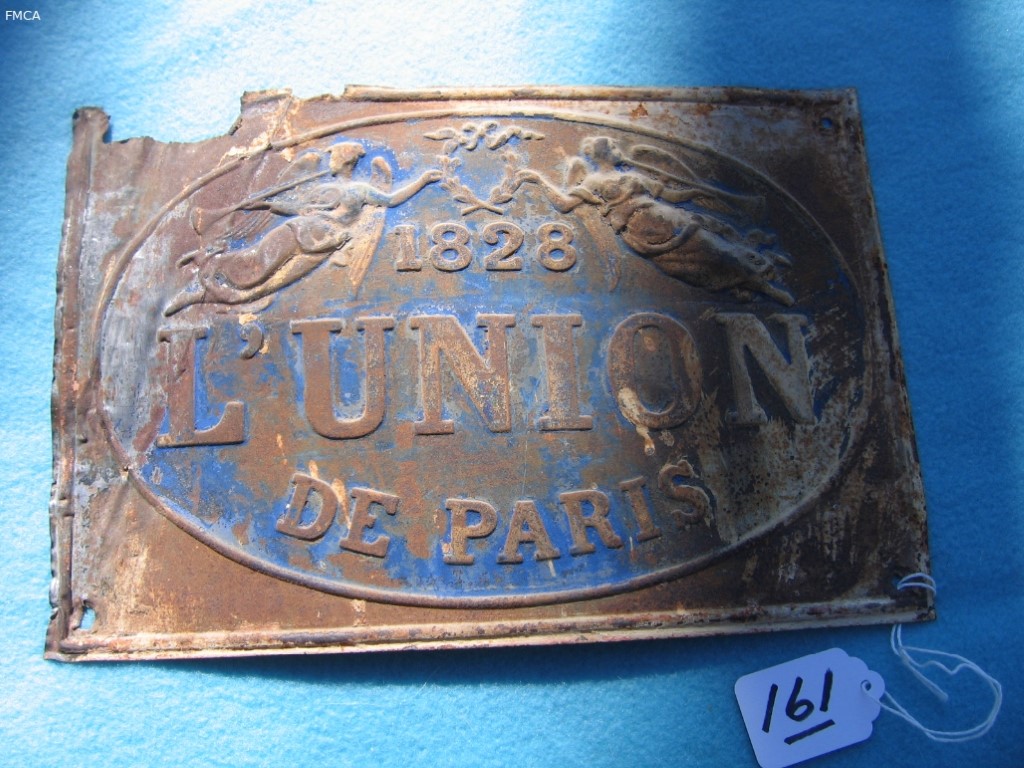 FMCA
1828
L'UNION
DE PARIS
161